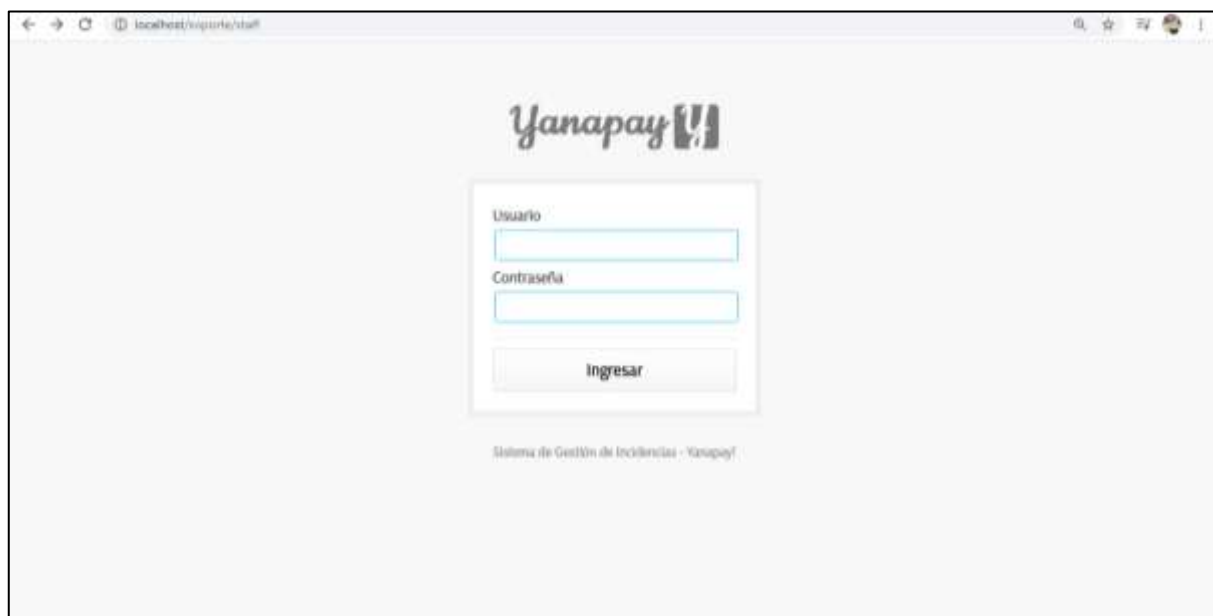 localhost/soporte/staff
Yanapay Y!
Usuario
Contraseña
Ingresar
Sistema de Gestión de Incidencias - Yanapay!